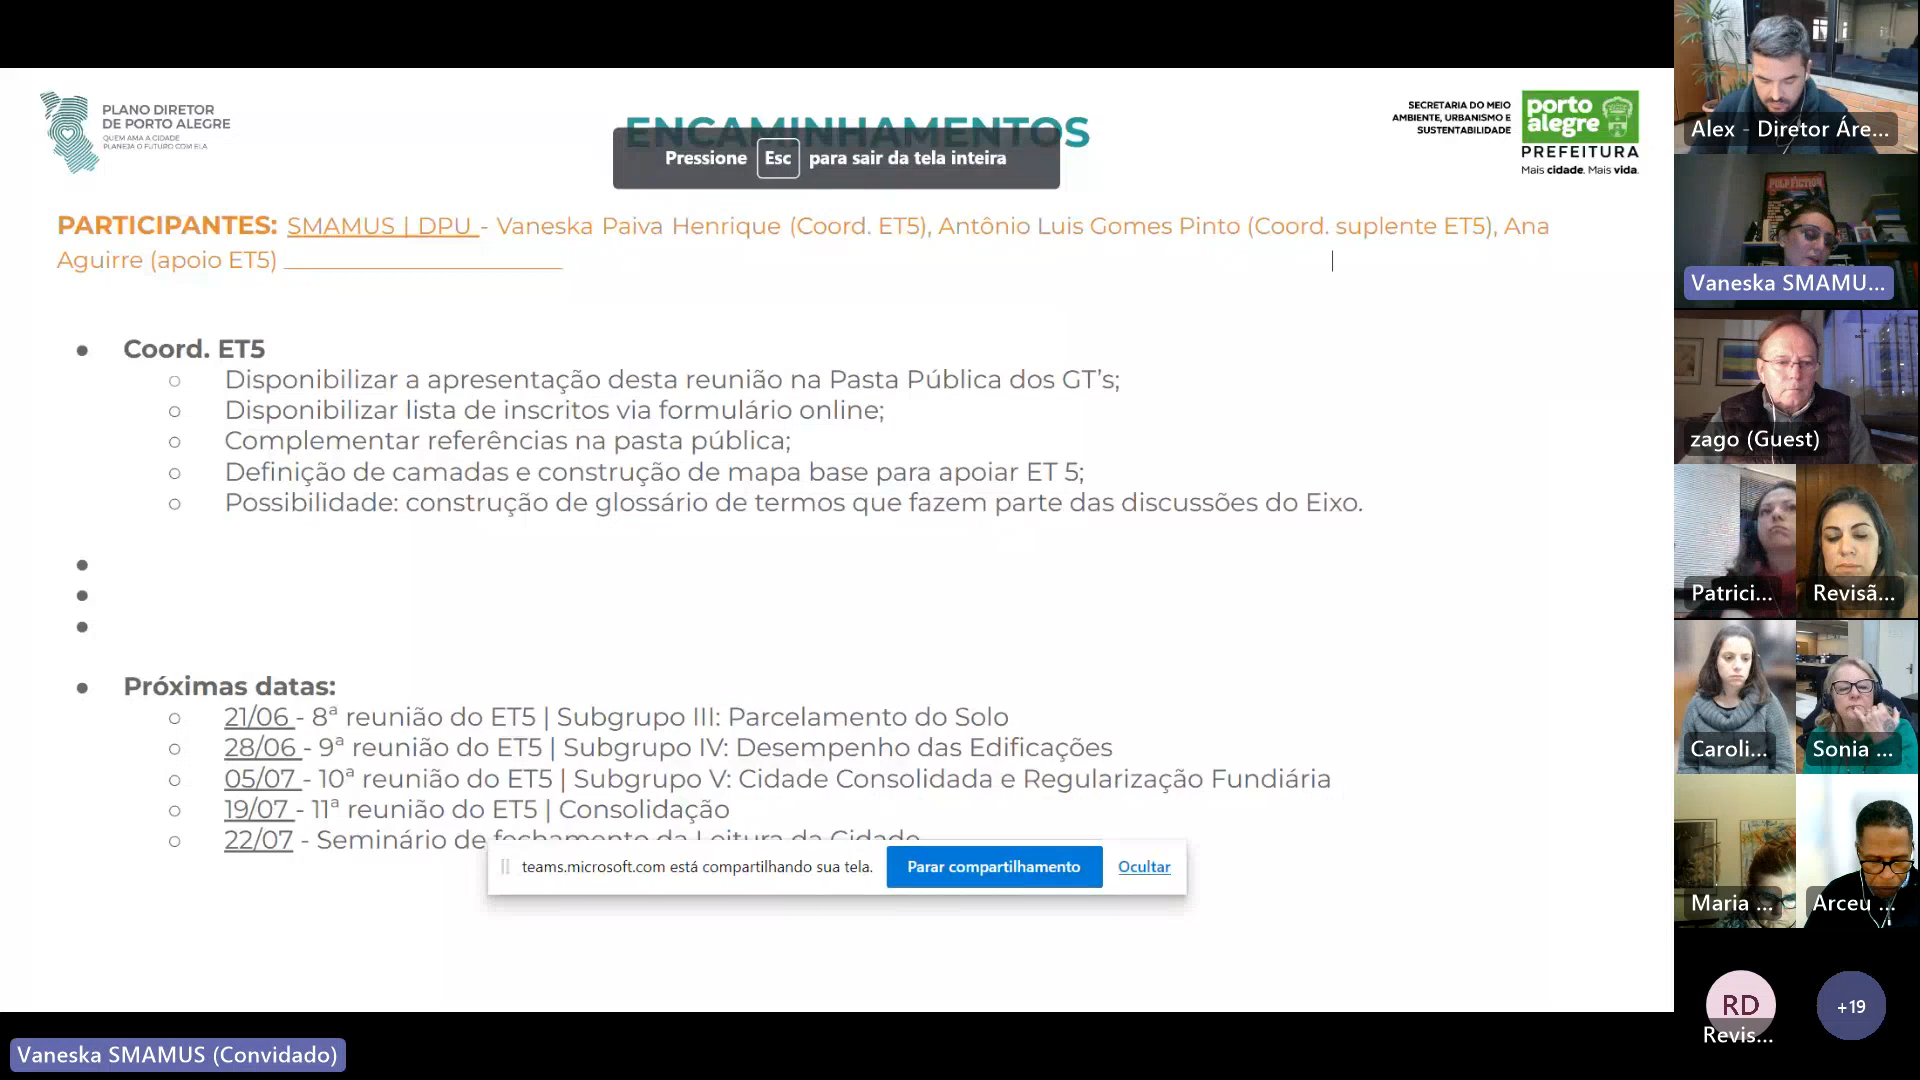 PLANO DIRETOR
DE PORTO ALEGRE
QUEM AMA A CIDADE
PLANEJA O FUTURO COM ELA
ENCAMINHAMENTOS
Pressione Esc para sair da tela inteira
SECRETARIA DO MEIO
AMBIENTE, URBANISMO E
SUSTENTABILIDADE
porto
alegre
PREFEITURA
Mais cidade. Mais vida.
PARTICIPANTES: SMAMUS | DPU - Vaneska Paiva Henrique (Coord. ET5), Antônio Luis Gomes Pinto (Coord. suplente ET5), Ana
Aguirre (apoio ET5)
Coord. ET5
Disponibilizar a apresentação desta reunião na Pasta Pública dos GT's;
Disponibilizar lista de inscritos via formulário online;
Complementar referências na pasta pública;
Definição de camadas e construção de mapa base para apoiar ET 5;
Possibilidade: construção de glossário de termos que fazem parte das discussões do Eixo.
Próximas datas:
21/06 - 8ª reunião do ET5 | Subgrupo III: Parcelamento do Solo
28/06 - 9ª reunião do ET5 | Subgrupo IV: Desempenho das Edificações
05/07 - 10ª reunião do ET5 | Subgrupo V: Cidade Consolidada e Regularização Fundiária
19/07 - 11ª reunião do ET5 | Consolidação
22/07 - Seminário de fechamento da Leitura da Cidade
teams.microsoft.com está compartilhando sua tela. Parar compartilhamento Ocultar
Alex - Diretor Áre...
PULP FICTION
Vaneska SMAMU...
zago (Guest)
Patrici... Revisã...
Caroli... Sonia ...
Maria ... Arceu ...
RD +19
Revis...
Vaneska SMAMUS (Convidado)